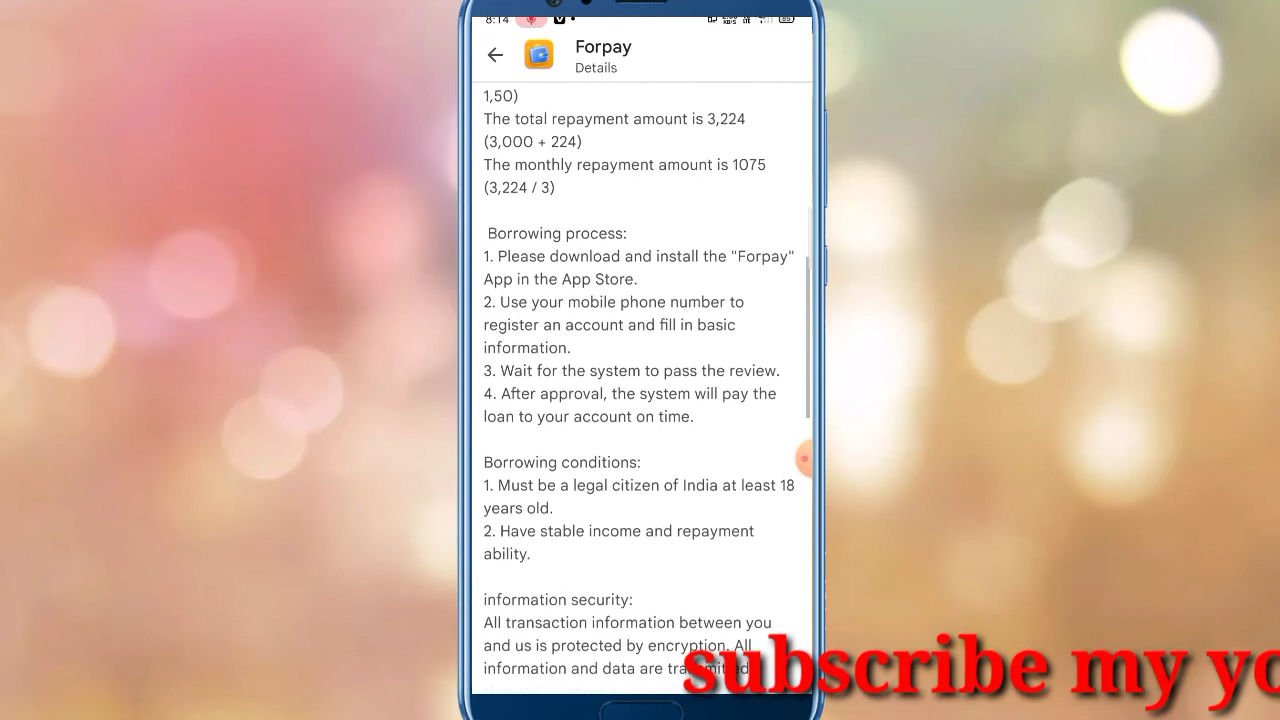 8:14
Forpay
Details
1,50)
The total repayment amount is 3,224
(3,000 + 224)
The monthly repayment amount is 1075
(3,224 / 3)
Borrowing process:
1. Please download and install the "Forpay"
App in the App Store.
2. Use your mobile phone number to
register an account and fill in basic
information.
3. Wait for the system to pass the review.
4. After approval, the system will pay the
loan to your account on time.
Borrowing conditions:
1. Must be a legal citizen of India at least 18
years old.
2. Have stable income and repayment
ability.
information security:
All transaction information between you
and us is protected by encryption. All
information and data are transmitted
subscribe my yo